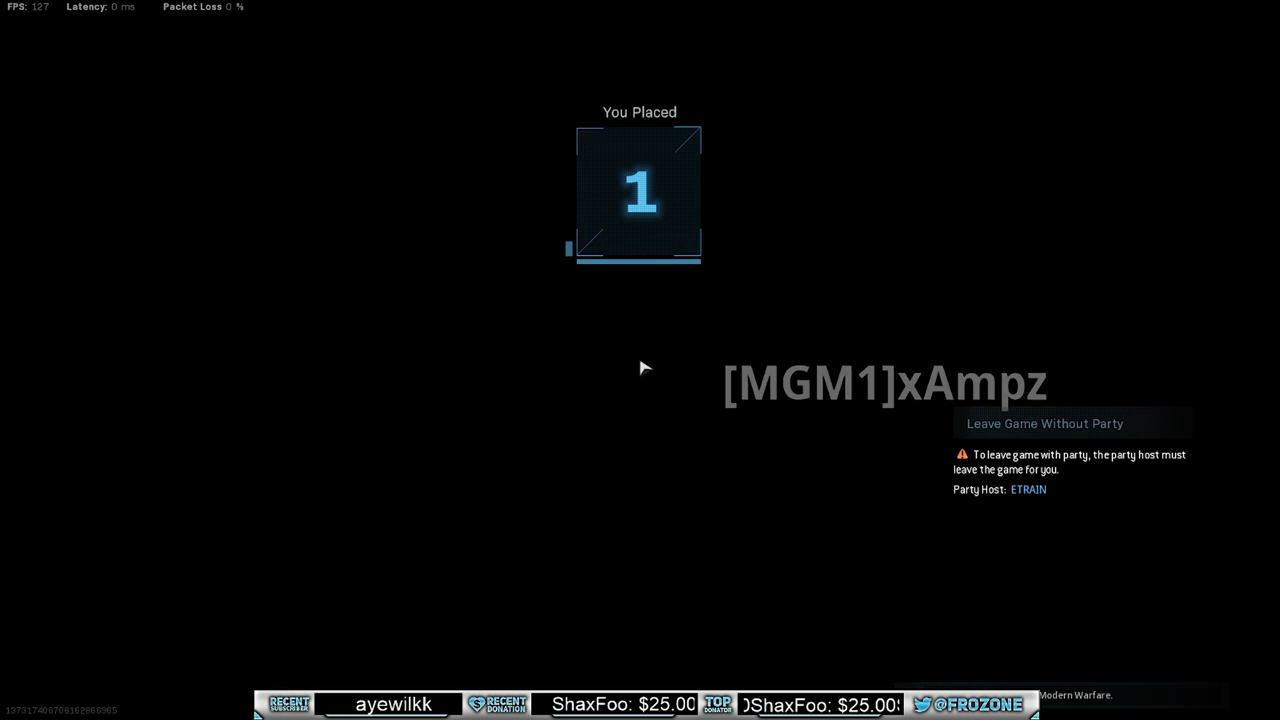 FPS: 127 Latency: 0 ms Packet Loss 0 %
You Placed
1
[MGM1]xAmpz
Leave Game Without Party
To leave game with party, the party host must
leave the game for you.
Party Host: ETRAIN
Modern Warfare.
RECENT SUBSCRIBER ayewilkk RECENT DONATION ShaxFoo: $25.00 TOP DONATOR ShaxFoo: $25.00 @FROZONE